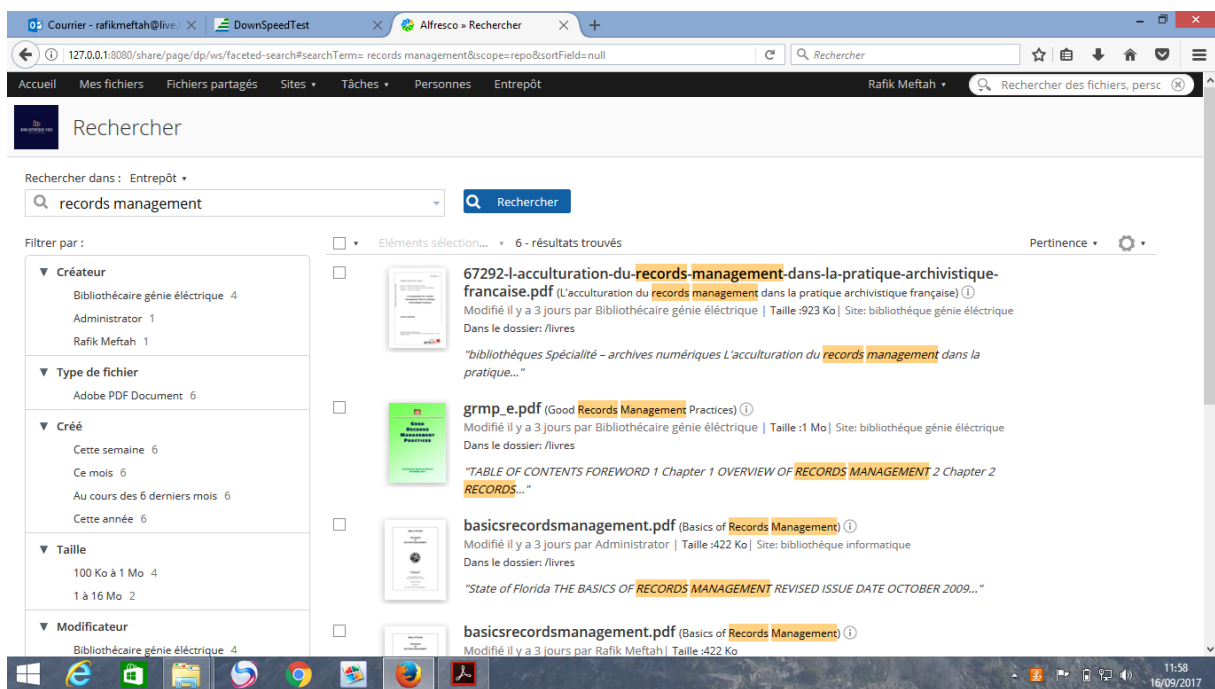 Courrier - rafikmeftah@live.f
DownSpeedTest
Alfresco » Rechercher
127.0.0.1:8080/share/page/dp/ws/faceted-search#searchTerm= records management&scope=repo&sortField=null
Rechercher
Accueil Mes fichiers Fichiers partagés Sites Tâches Personnes Entrepôt
Rafik Meftah
Rechercher des fichiers, persc
Rechercher
Rechercher dans : Entrepôt
records management
Rechercher
Filtrer par :
Créateur
Bibliothécaire génie éléctrique 4
Administrator 1
Rafik Meftah 1
Type de fichier
Adobe PDF Document 6
Créé
Cette semaine 6
Ce mois 6
Au cours des 6 derniers mois 6
Cette année 6
Taille
100 Ko à 1 Mo 4
1 à 16 Mo 2
Modificateur
Bibliothécaire génie éléctrique 4
Eléments sélection... 6 - résultats trouvés
Pertinence
67292-l-acculturation-du-records-management-dans-la-pratique-archivistique-
francaise.pdf (L'acculturation du records management dans la pratique archivistique française)
Modifié il y a 3 jours par Bibliothécaire génie éléctrique | Taille :923 Ko| Site: bibliothéque génie éléctrique
Dans le dossier: /livres
"bibliothèques Spécialité – archives numériques L'acculturation du records management dans la
pratique..."
GOOD
RECORDS
MANAGEMENT
PRACTICES
grmp_e.pdf (Good Records Management Practices)
Modifié il y a 3 jours par Bibliothécaire génie éléctrique | Taille :1 Mo| Site: bibliothéque génie éléctrique
Dans le dossier: /livres
"TABLE OF CONTENTS FOREWORD 1 Chapter 1 OVERVIEW OF RECORDS MANAGEMENT 2 Chapter 2
RECORDS..."
basicsrecordsmanagement.pdf (Basics of Records Management)
Modifié il y a 3 jours par Administrator | Taille :422 Ko| Site: bibliothéque informatique
Dans le dossier: /livres
"State of Florida THE BASICS OF RECORDS MANAGEMENT REVISED ISSUE DATE OCTOBER 2009..."
basicsrecordsmanagement.pdf (Basics of Records Management)
Modifié il y a 3 jours par Rafik Meftah| Taille :422 Ko
11:58
16/09/2017